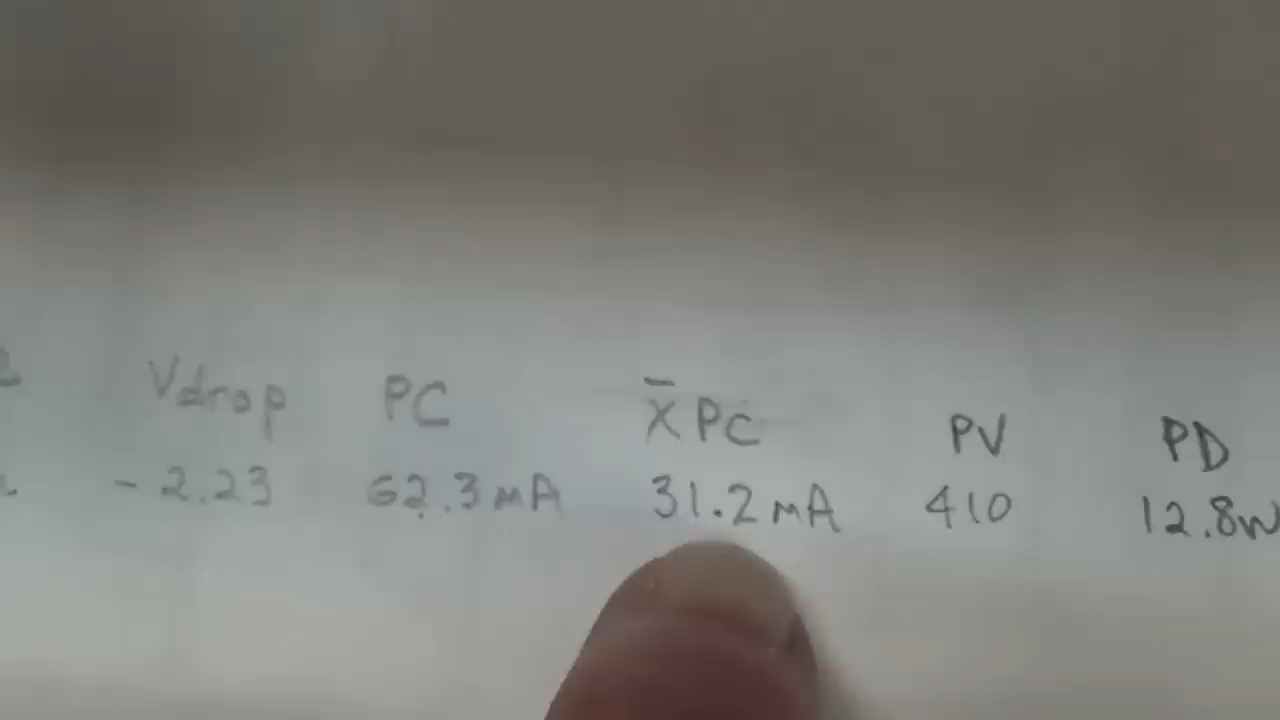 Vdrop PC X̄ PC PV PD
-2.23 62.3mA 31.2mA 410 12.8W